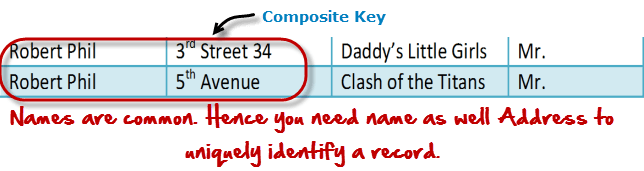 Composite Key
Robert Phil 3rd Street 34 Daddy's Little Girls Mr.
Robert Phil 5th Avenue Clash of the Titans Mr.
Names are common. Hence you need name as well Address to
uniquely identify a record.